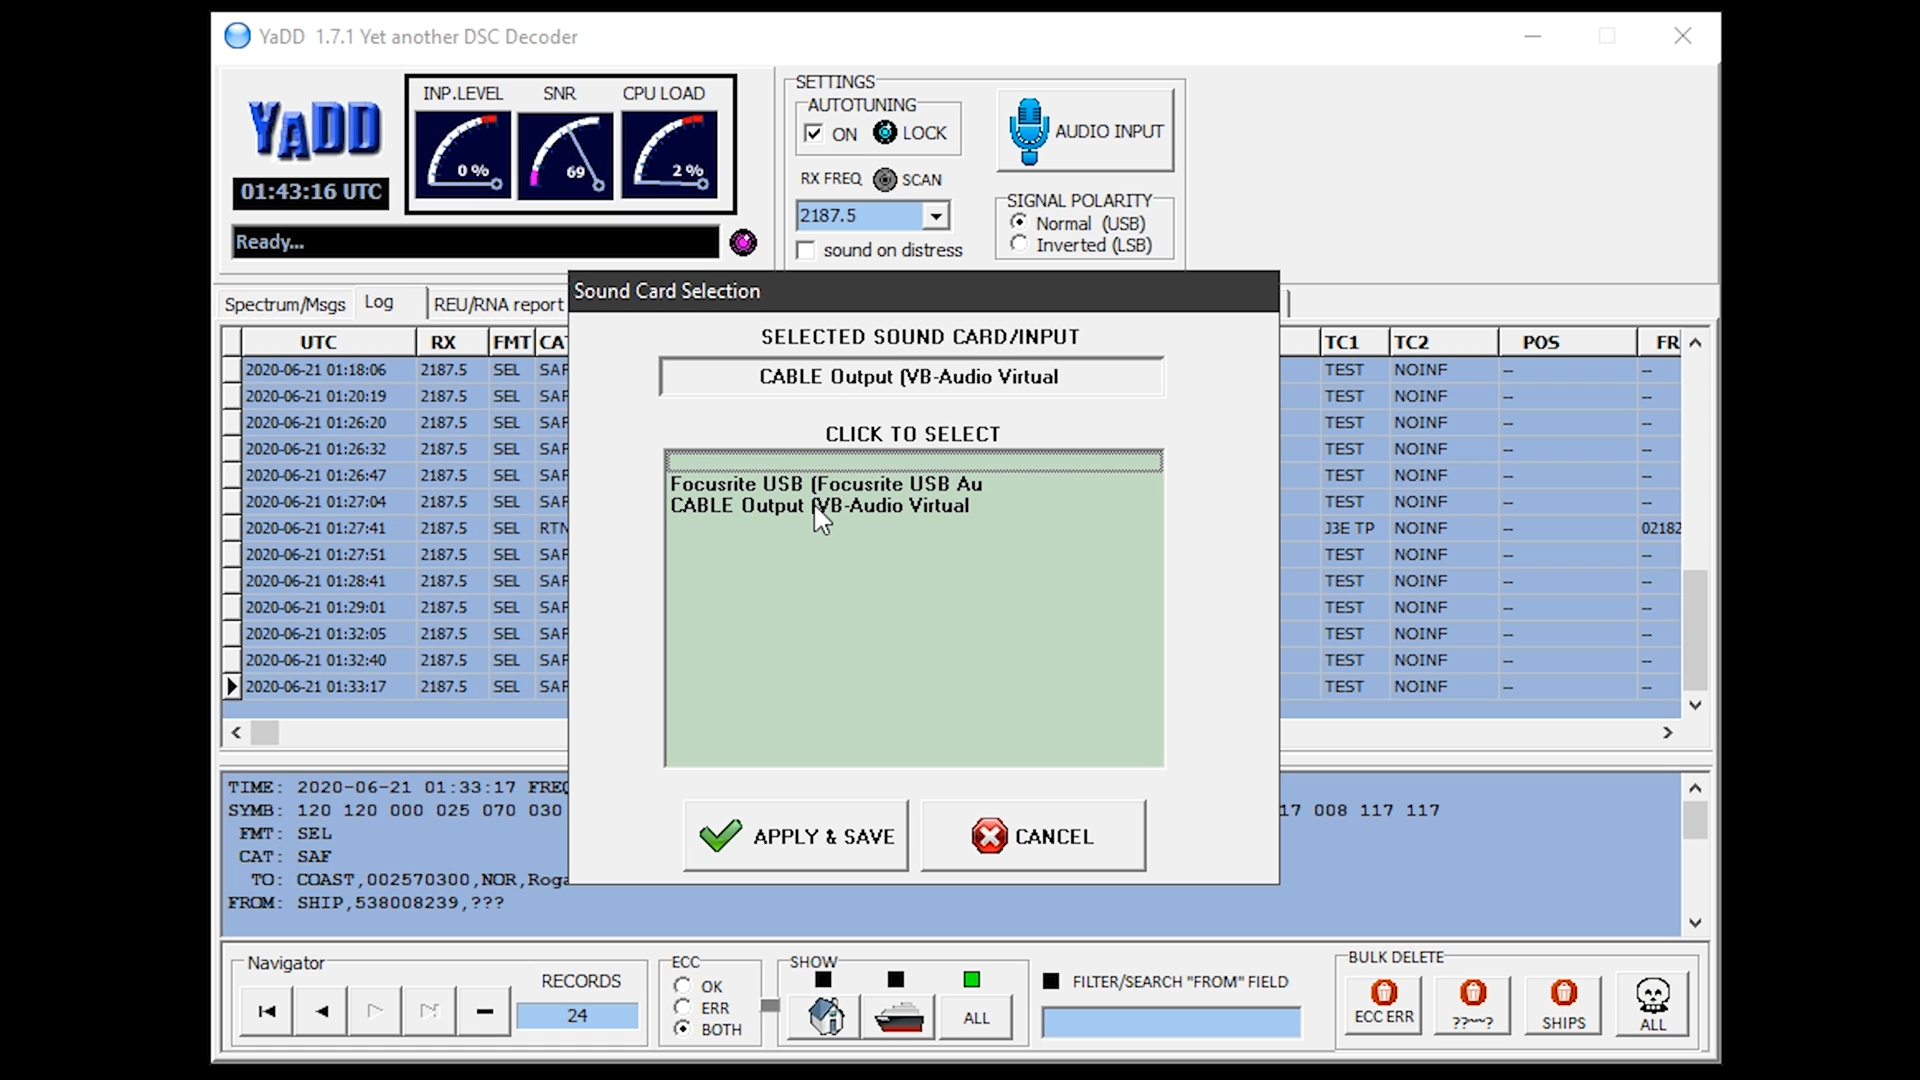 YaDD 1.7.1 Yet another DSC Decoder
YaDD
INP.LEVEL SNR CPU LOAD
0 % 69 2 %
01:43:16 UTC
Ready...
SETTINGS
AUTOTUNING
ON LOCK
RX FREQ SCAN
2187.5
sound on distress
AUDIO INPUT
SIGNAL POLARITY
Normal (USB)
Inverted (LSB)
Spectrum/Msgs Log REU/RNA report
UTC RX FMT CAT TC1 TC2 POS FR
2020-06-21 01:18:06 2187.5 SEL SAF TEST NOINF -- --
2020-06-21 01:20:19 2187.5 SEL SAF TEST NOINF -- --
2020-06-21 01:26:20 2187.5 SEL SAF TEST NOINF -- --
2020-06-21 01:26:32 2187.5 SEL SAF TEST NOINF -- --
2020-06-21 01:26:47 2187.5 SEL SAF TEST NOINF -- --
2020-06-21 01:27:04 2187.5 SEL SAF TEST NOINF -- --
2020-06-21 01:27:41 2187.5 SEL RTN J3E TP NOINF -- 02182
2020-06-21 01:27:51 2187.5 SEL SAF TEST NOINF -- --
2020-06-21 01:28:41 2187.5 SEL SAF TEST NOINF -- --
2020-06-21 01:29:01 2187.5 SEL SAF TEST NOINF -- --
2020-06-21 01:32:05 2187.5 SEL SAF TEST NOINF -- --
2020-06-21 01:32:40 2187.5 SEL SAF TEST NOINF -- --
2020-06-21 01:33:17 2187.5 SEL SAF TEST NOINF -- --
Sound Card Selection
SELECTED SOUND CARD/INPUT
CABLE Output (VB-Audio Virtual
CLICK TO SELECT
Focusrite USB (Focusrite USB Au
CABLE Output (VB-Audio Virtual
APPLY & SAVE
CANCEL
TIME: 2020-06-21 01:33:17 FREQ
SYMB: 120 120 000 025 070 030 17 008 117 117
FMT: SEL
CAT: SAF
TO: COAST,002570300,NOR,Roga
FROM: SHIP,538008239,???
Navigator
RECORDS
24
ECC
OK
ERR
BOTH
SHOW
ALL
FILTER/SEARCH "FROM" FIELD
BULK DELETE
ECC ERR
??~~?
SHIPS
ALL